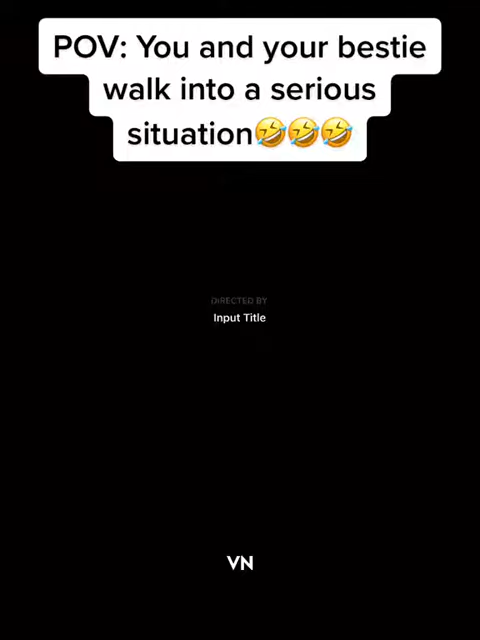 POV: You and your bestie
walk into a serious
situation🤣🤣🤣
DIRECTED BY
Input Title
VN